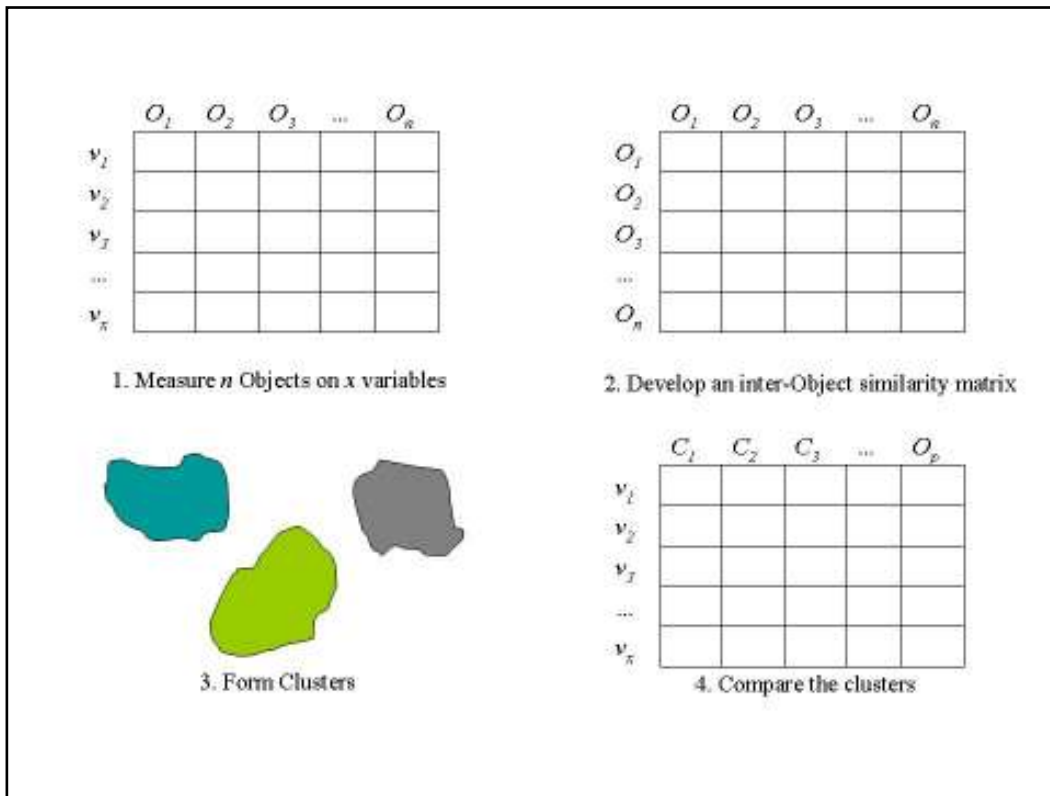 O1 O2 O3 ... On
v1
v2
v3
...
vx
1. Measure n Objects on x variables
O1 O2 O3 ... On
O1
O2
O3
...
On
2. Develop an inter-Object similarity matrix
3. Form Clusters
C1 C2 C3 ... Op
v1
v2
v3
...
vx
4. Compare the clusters